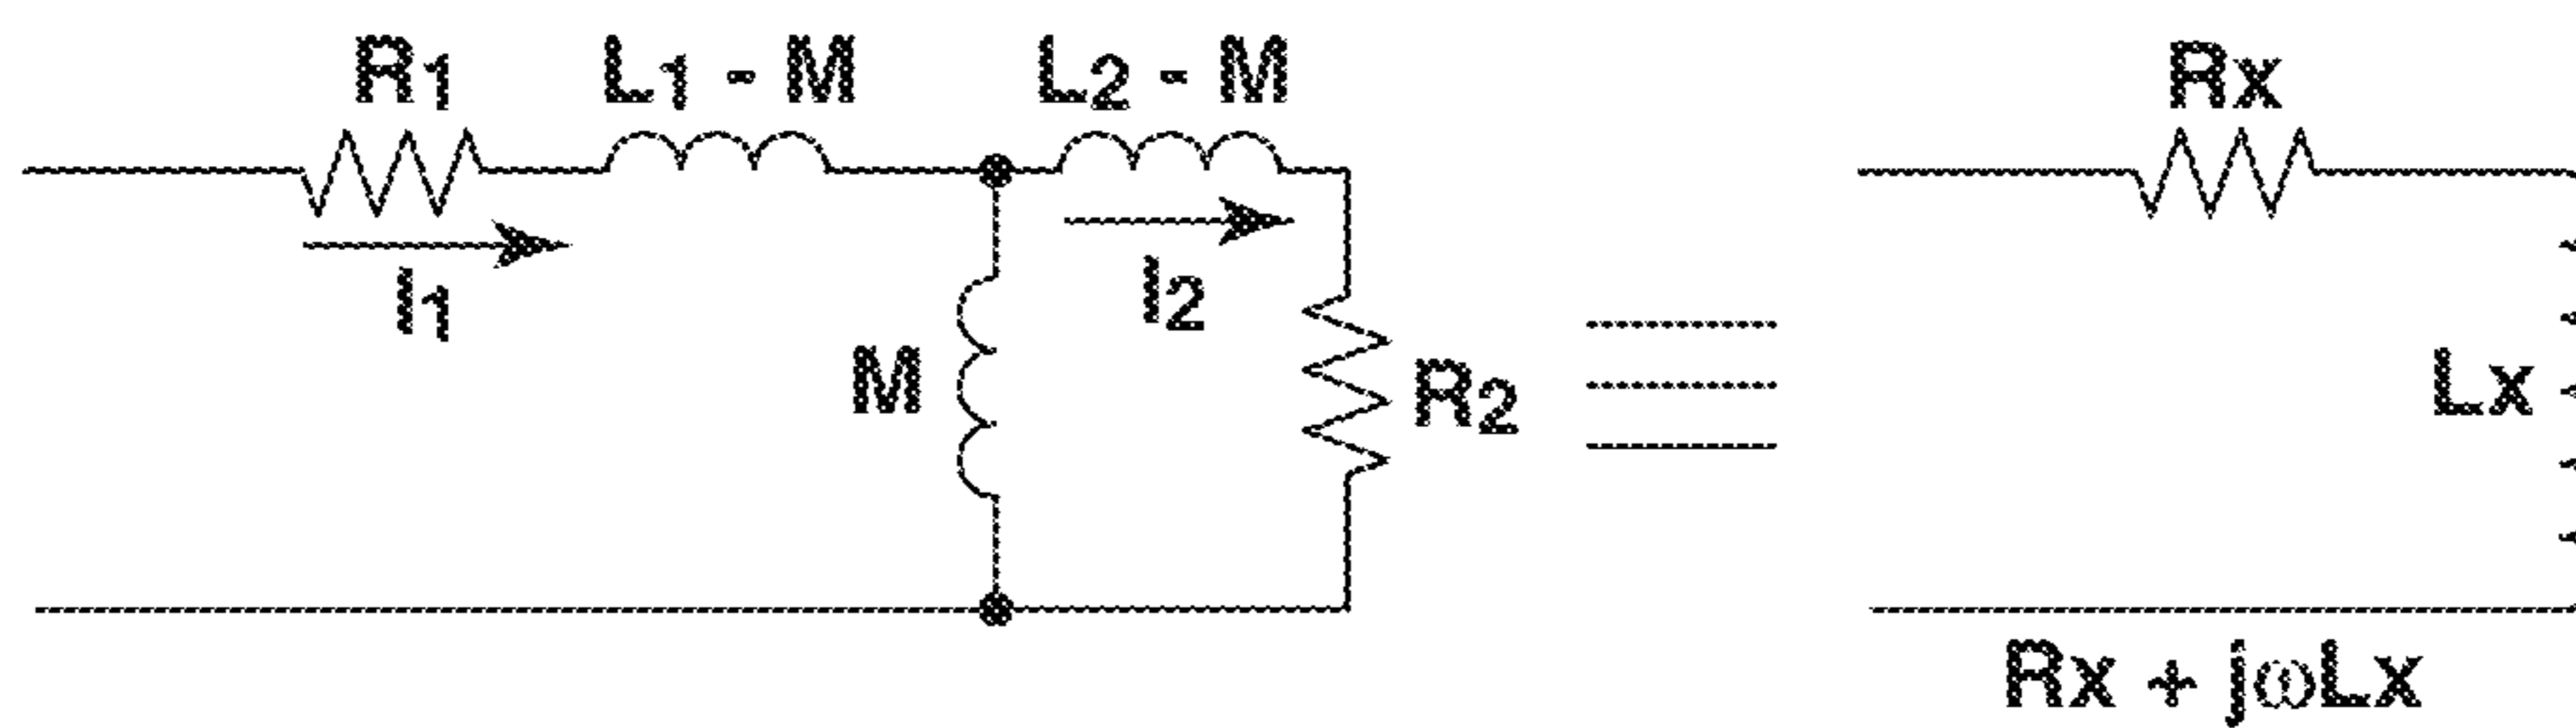 R1
L1 - M
L2 - M
Rx
I1
I2
M
R2
Lx
Rx + jωLx